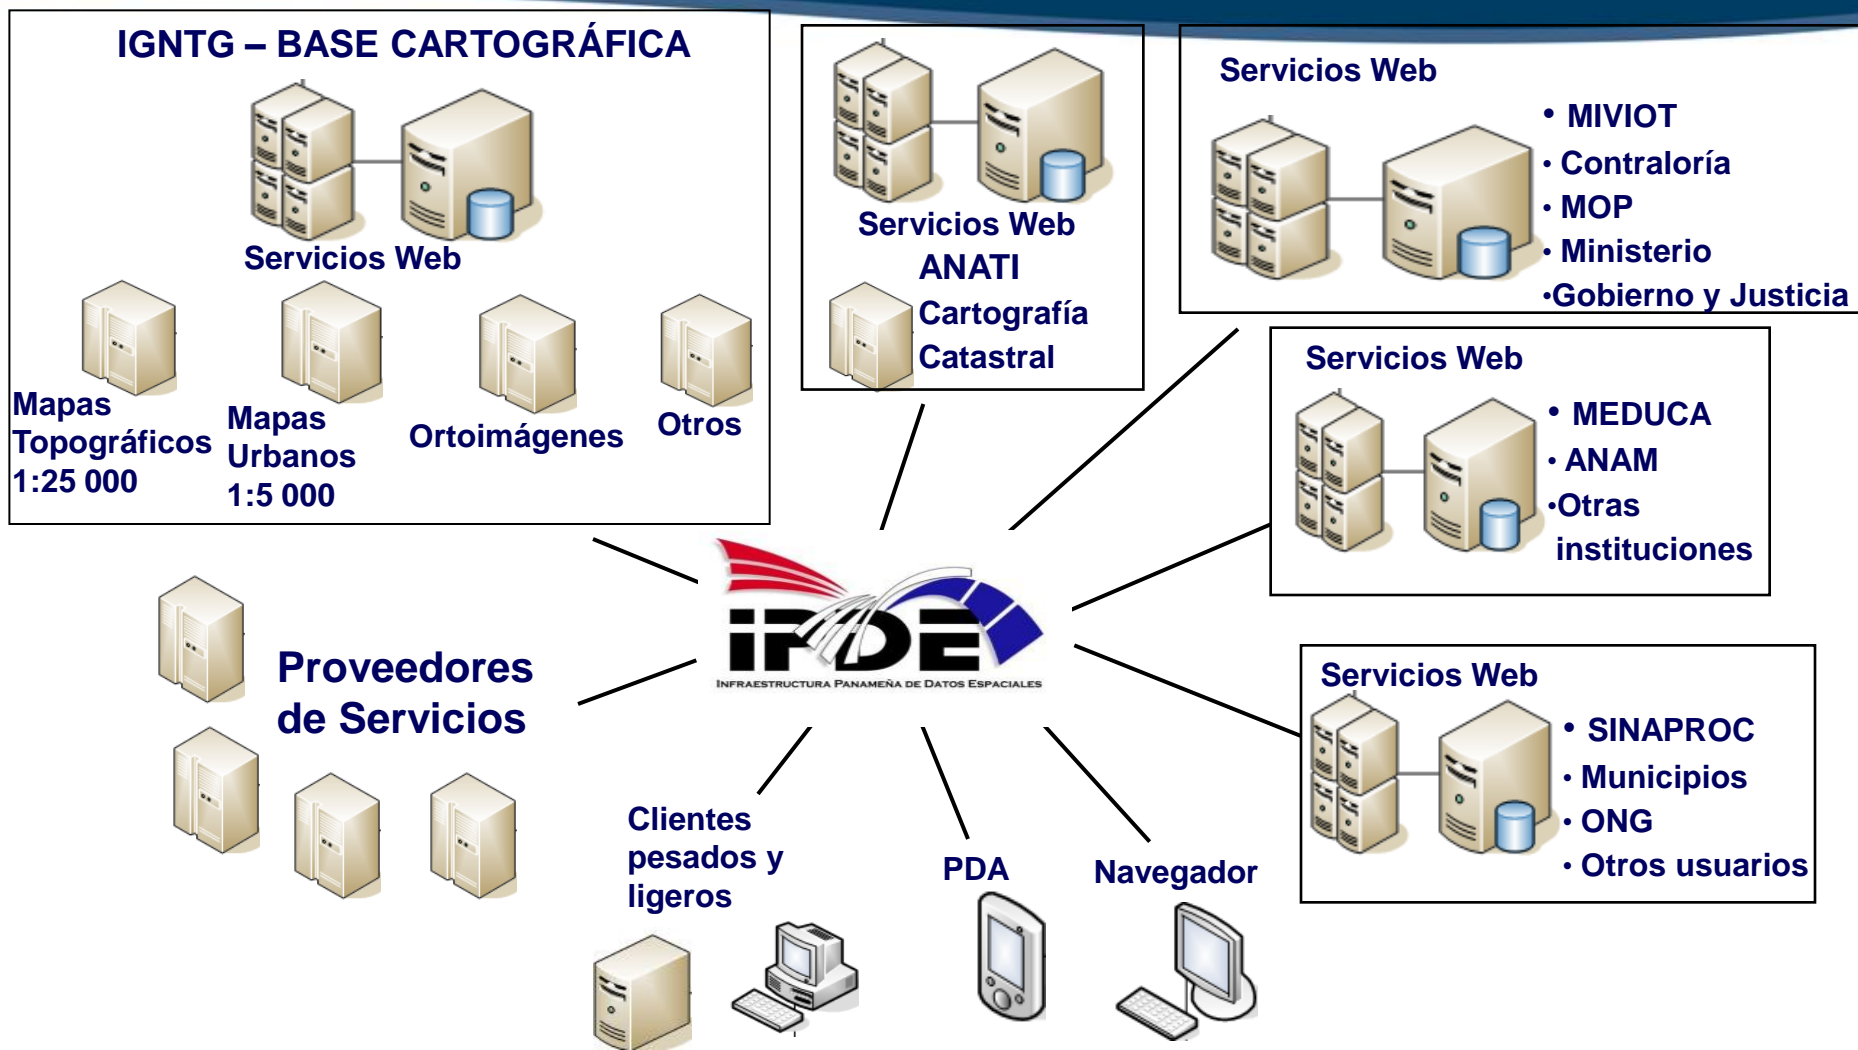 IGNTG – BASE CARTOGRÁFICA
Servicios Web
Mapas
Topográficos
1:25 000
Mapas
Urbanos
1:5 000
Ortoimágenes
Otros
Servicios Web
ANATI
Cartografía
Catastral
Servicios Web
• MIVIOT
• Contraloría
• MOP
• Ministerio
•Gobierno y Justicia
Servicios Web
• MEDUCA
• ANAM
•Otras
instituciones
Servicios Web
• SINAPROC
• Municipios
• ONG
• Otros usuarios
IPDE
INFRAESTRUCTURA PANAMEÑA DE DATOS ESPACIALES
Proveedores
de Servicios
Clientes
pesados y
ligeros
PDA
Navegador